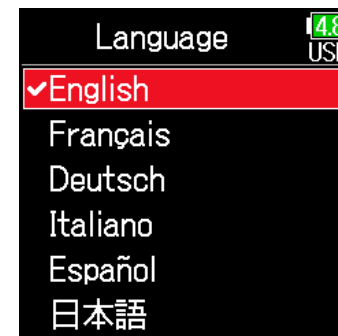 Language
English
Français
Deutsch
Italiano
Español
日本語